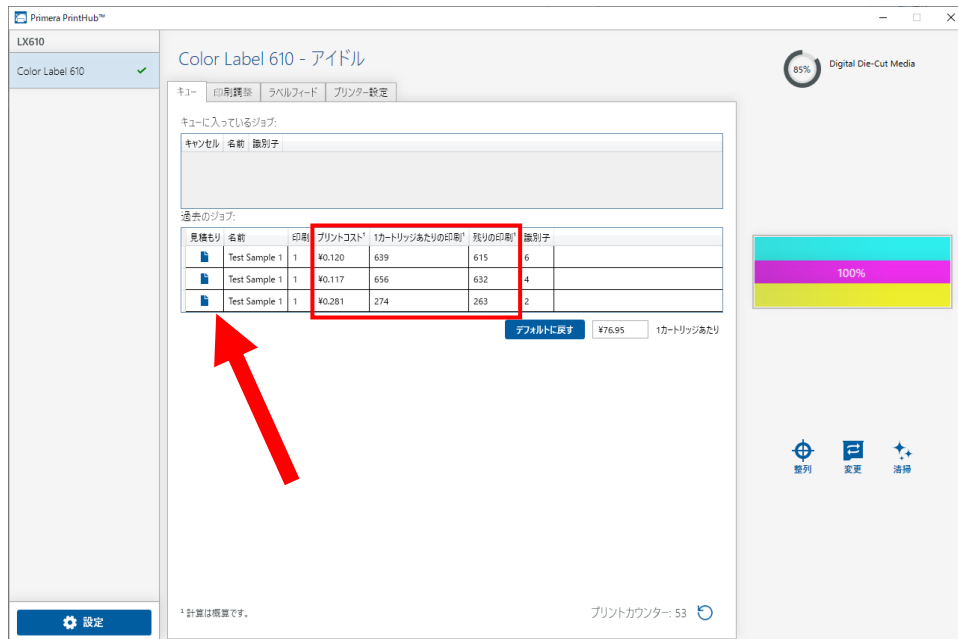 Primera PrintHub™
LX610
Color Label 610
Color Label 610 - アイドル
キュー 印刷調整 ラベルフィード プリンター設定
キューに入っているジョブ:
キャンセル 名前 識別子
過去のジョブ:
見積もり 名前 印刷 プリントコスト¹ 1カートリッジあたりの印刷¹ 残りの印刷¹識別子
Test Sample 1 1 ¥0.120 639 615 6
Test Sample 1 1 ¥0.117 656 632 4
Test Sample 1 1 ¥0.281 274 263 2
デフォルトに戻す ¥76.95 1カートリッジあたり
¹ 計算は概算です。
プリントカウンター: 53
設定
85% Digital Die-Cut Media
100%
整列 変更 清掃